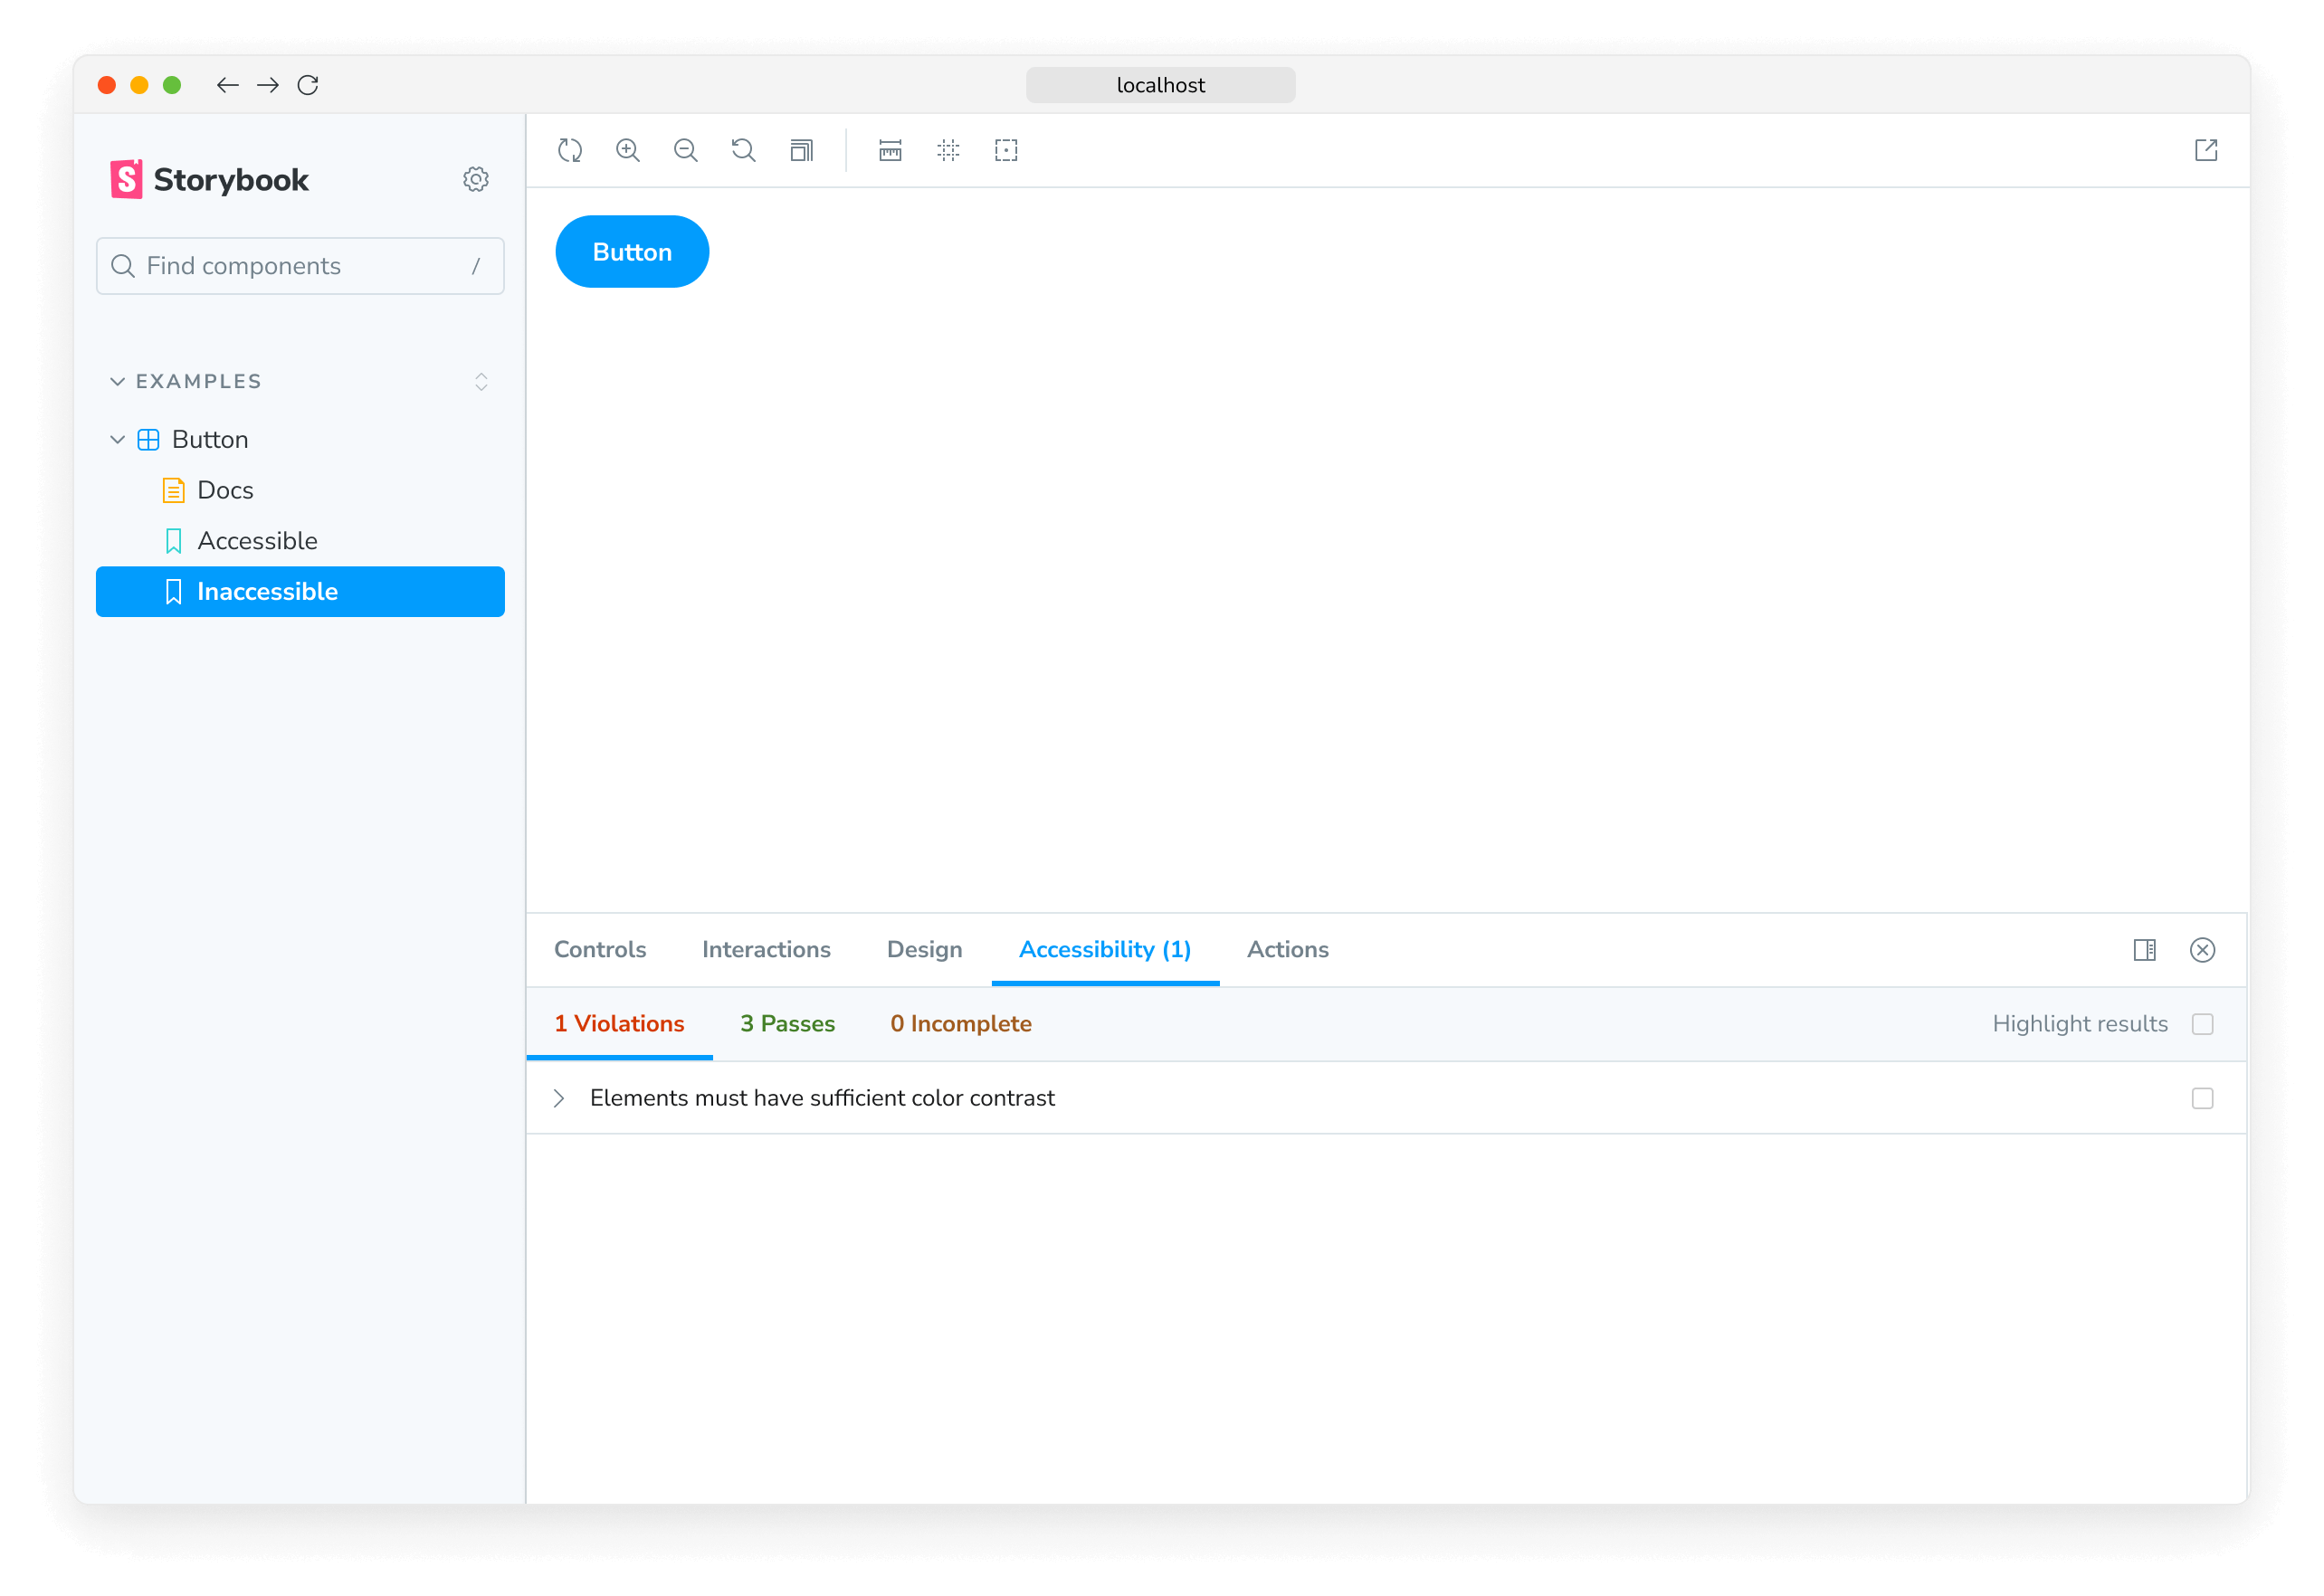 localhost
Storybook
Find components /
EXAMPLES
Button
Docs
Accessible
Inaccessible
Button
Controls Interactions Design Accessibility (1) Actions
1 Violations 3 Passes 0 Incomplete Highlight results
Elements must have sufficient color contrast